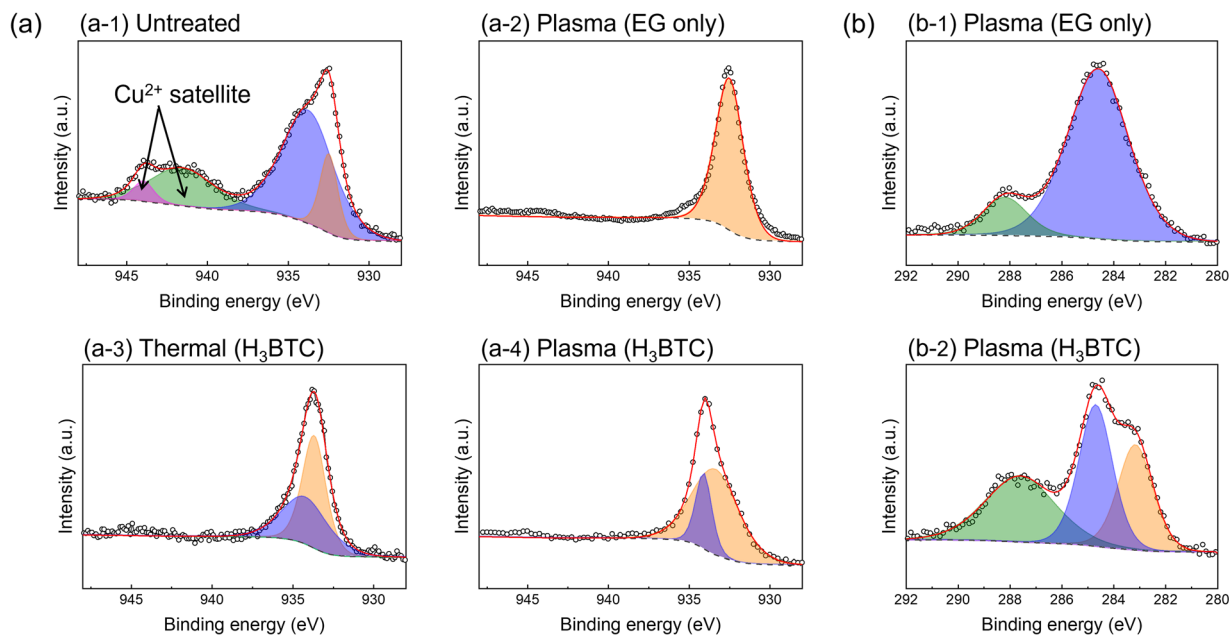 (a)
(a-1) Untreated
Cu²⁺ satellite
Intensity (a.u.)
945 940 935 930
Binding energy (eV)
(a-2) Plasma (EG only)
Intensity (a.u.)
945 940 935 930
Binding energy (eV)
(b)
(b-1) Plasma (EG only)
Intensity (a.u.)
292 290 288 286 284 282 280
Binding energy (eV)
(a-3) Thermal (H₃BTC)
Intensity (a.u.)
945 940 935 930
Binding energy (eV)
(a-4) Plasma (H₃BTC)
Intensity (a.u.)
945 940 935 930
Binding energy (eV)
(b-2) Plasma (H₃BTC)
Intensity (a.u.)
292 290 288 286 284 282 280
Binding energy (eV)